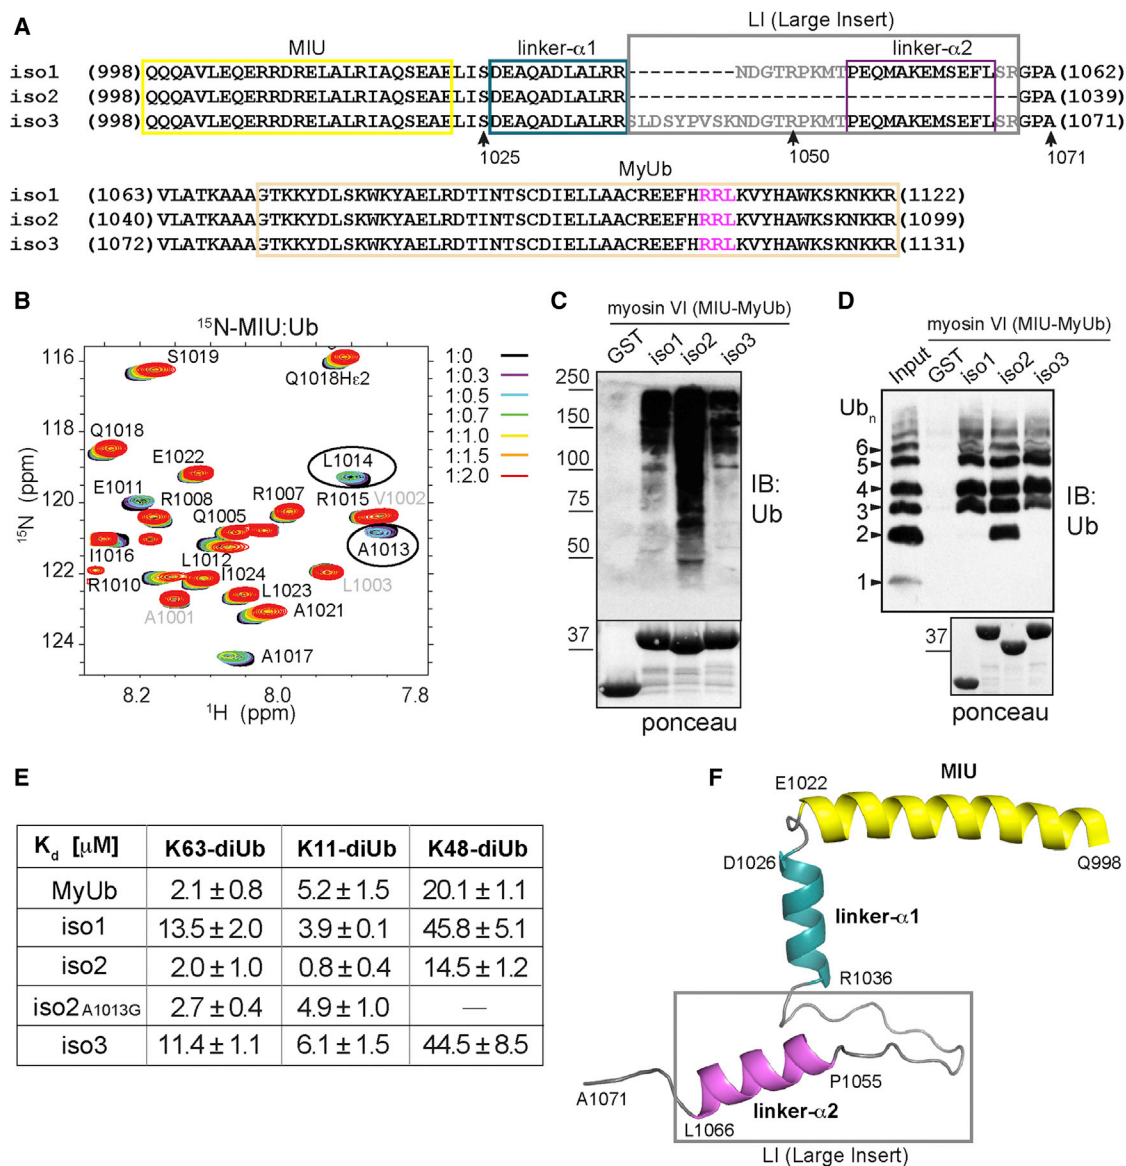 A
LI (Large Insert)
MIU linker-α1 linker-α2
iso1 (998) QQQAVLEQERRDRELALRIAQSEAELISDEAQADLALRR-----------NDGTRPKMTPEQMAKEMSEFLSRGPA (1062)
iso2 (998) QQQAVLEQERRDRELALRIAQSEAELISDEAQADLALRR--------------------------------GPA (1039)
iso3 (998) QQQAVLEQERRDRELALRIAQSEAELISDEAQADLALRRSLDSYPVSKNDGTRPKMTPEQMAKEMSEFLSRGPA (1071)
1025 1050 1071
MyUb
(1063) VLATKAAAGTKKYDLSKWKYAELRDTINTSCDIELLAACREEFHRRLKVYHAWKSKNKKR (1122)
(1040) VLATKAAAGTKKYDLSKWKYAELRDTINTSCDIELLAACREEFHRRLKVYHAWKSKNKKR (1099)
(1072) VLATKAAAGTKKYDLSKWKYAELRDTINTSCDIELLAACREEFHRRLKVYHAWKSKNKKR (1131)
iso1
iso2
iso3
B
15N-MIU:Ub
116
118
120
122
124
15N (ppm)
8.2 8.0 7.8
1H (ppm)
S1019
Q1018Hε2
Q1018
E1022
L1014
E1011
R1008
R1007
R1015
V1002
Q1005
A1013
I1016
L1012
R1010
I1024
L1003
L1023
A1001
A1021
A1017
1:0
1:0.3
1:0.5
1:0.7
1:1.0
1:1.5
1:2.0
C
myosin VI (MIU-MyUb)
GST iso1 iso2 iso3
250
150
100
75
50
37
IB:
Ub
ponceau
D
myosin VI (MIU-MyUb)
Input GST iso1 iso2 iso3
Ubn
6
5
4
3
2
1
IB:
Ub
37
ponceau
E
Kd [µM] K63-diUb K11-diUb K48-diUb
MyUb 2.1 ± 0.8 5.2 ± 1.5 20.1 ± 1.1
iso1 13.5 ± 2.0 3.9 ± 0.1 45.8 ± 5.1
iso2 2.0 ± 1.0 0.8 ± 0.4 14.5 ± 1.2
iso2 A1013G 2.7 ± 0.4 4.9 ± 1.0 —
iso3 11.4 ± 1.1 6.1 ± 1.5 44.5 ± 8.5
F
MIU
E1022
Q998
D1026
linker-α1
R1036
P1055
A1071
linker-α2
L1066
LI (Large Insert)